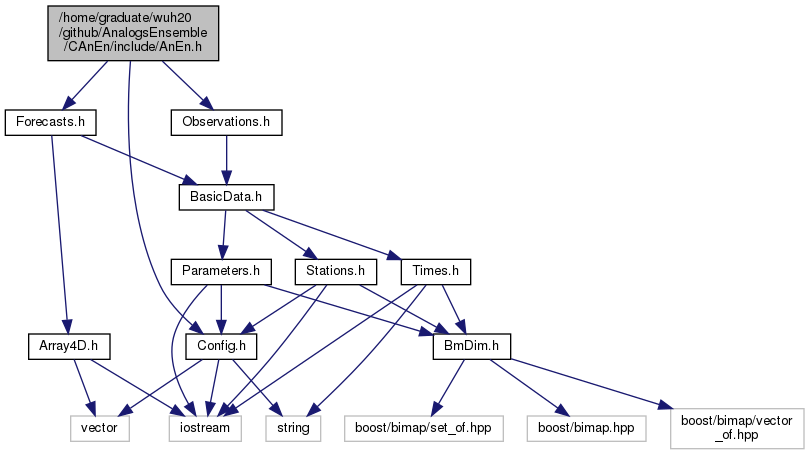 /home/graduate/wuh20
/github/AnalogsEnsemble
/CAnEn/include/AnEn.h
Forecasts.h
Observations.h
BasicData.h
Parameters.h
Stations.h
Times.h
Array4D.h
Config.h
BmDim.h
vector
iostream
string
boost/bimap/set_of.hpp
boost/bimap.hpp
boost/bimap/vector
_of.hpp